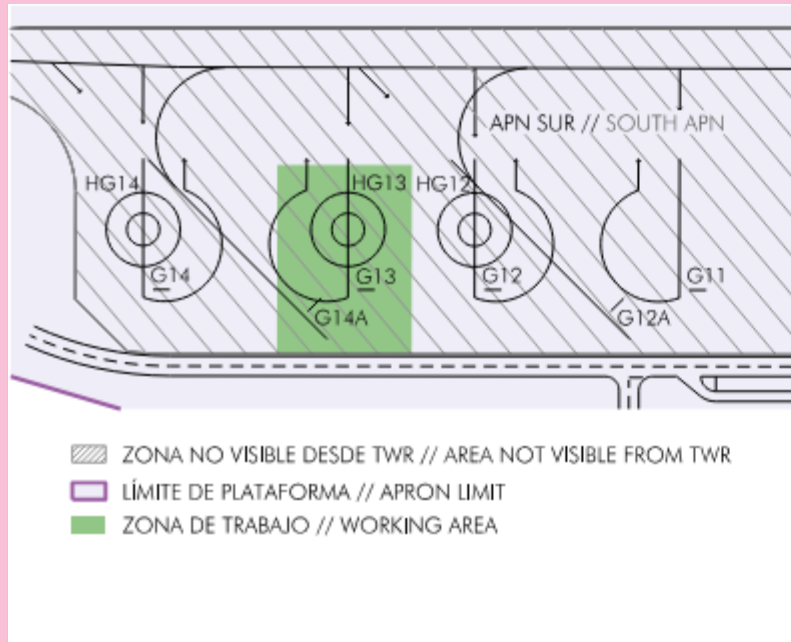 APN SUR // SOUTH APN
HG14
HG13
HG12
G14
G13
G12
G11
G14A
G12A
ZONA NO VISIBLE DESDE TWR // AREA NOT VISIBLE FROM TWR
LÍMITE DE PLATAFORMA // APRON LIMIT
ZONA DE TRABAJO // WORKING AREA